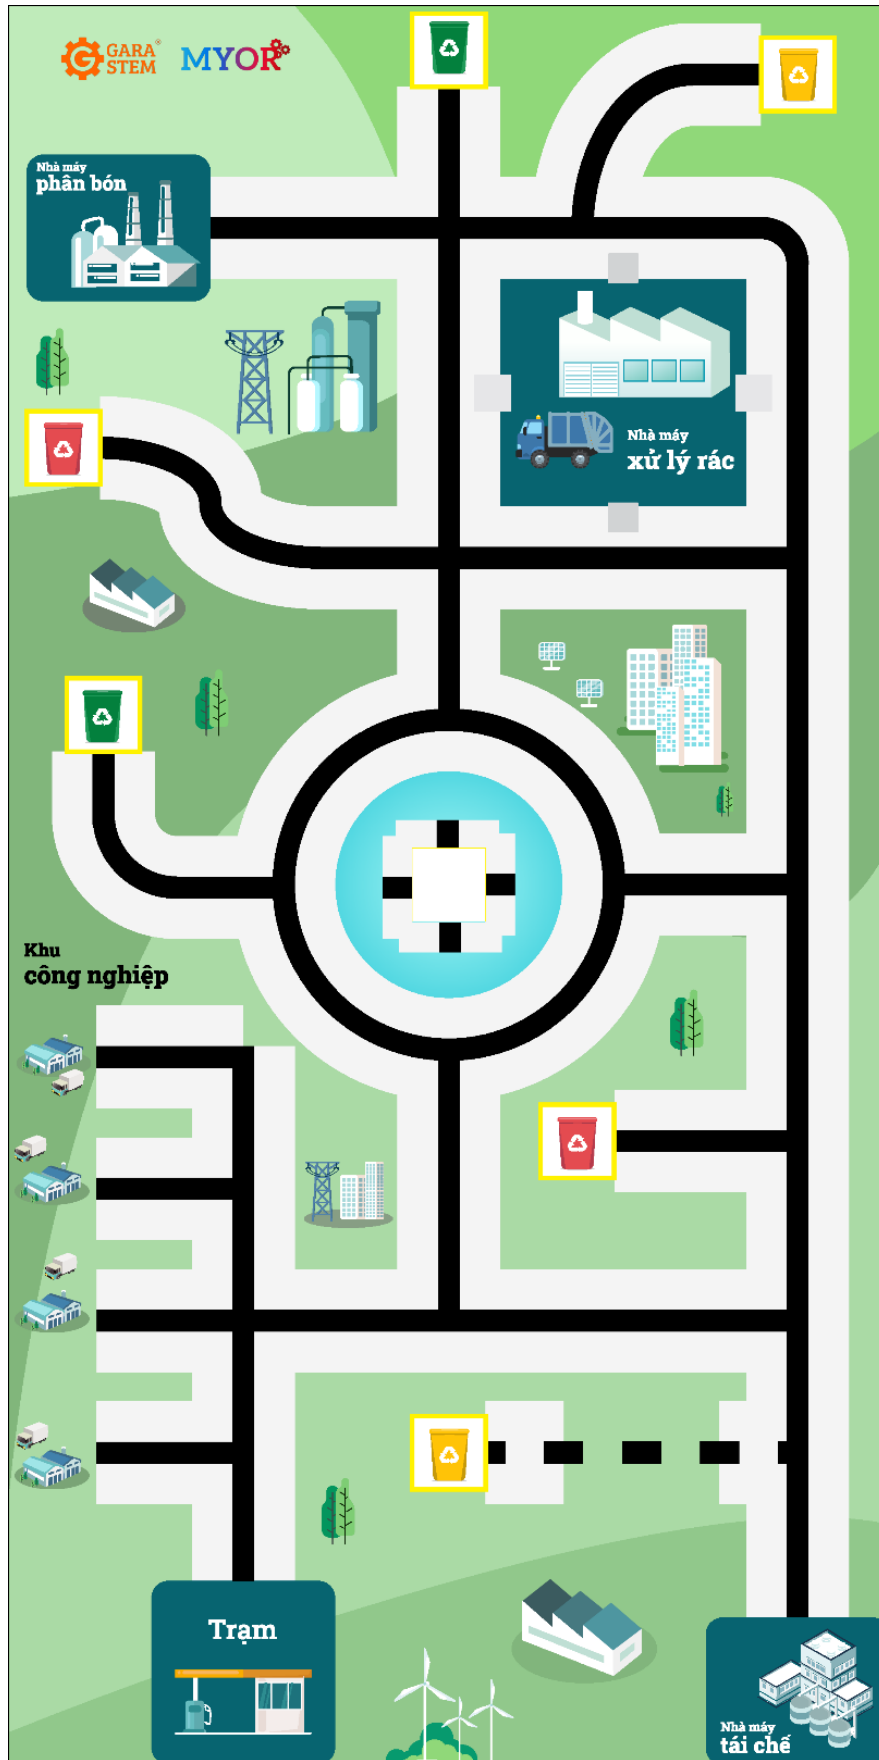 GARA
STEM
MYOR
Nhà máy
phân bón
Nhà máy
xử lý rác
Khu
công nghiệp
Trạm
Nhà máy
tái chế